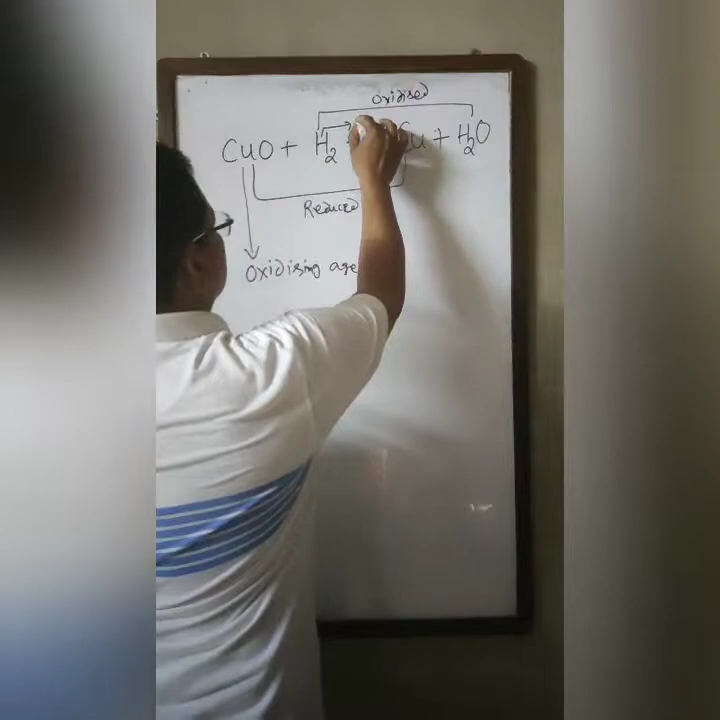 Oxidised
CuO + H₂ Cu + H₂O
Reduced
Oxidising age